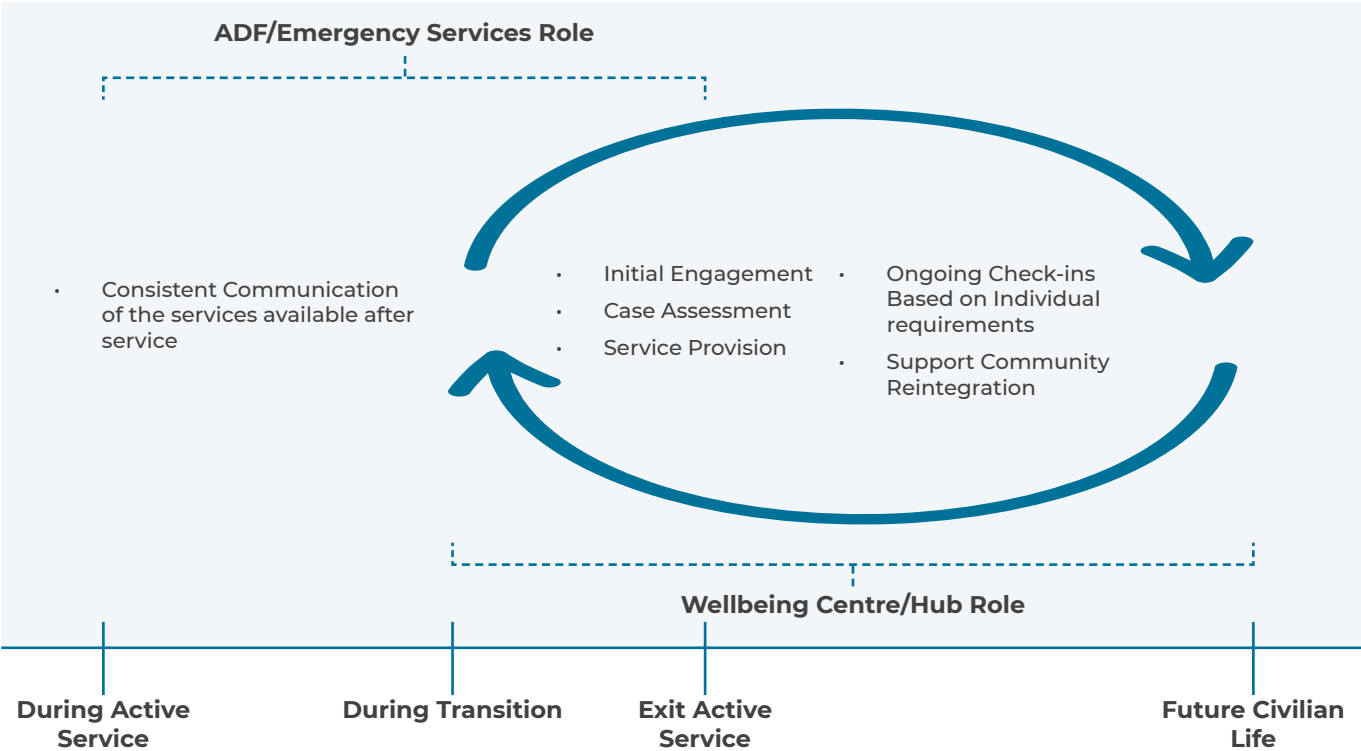 ADF/Emergency Services Role
• Consistent Communication
of the services available after
service
• Initial Engagement
• Case Assessment
• Service Provision
• Ongoing Check-ins
Based on Individual
requirements
• Support Community
Reintegration
Wellbeing Centre/Hub Role
During Active
Service
During Transition
Exit Active
Service
Future Civilian
Life